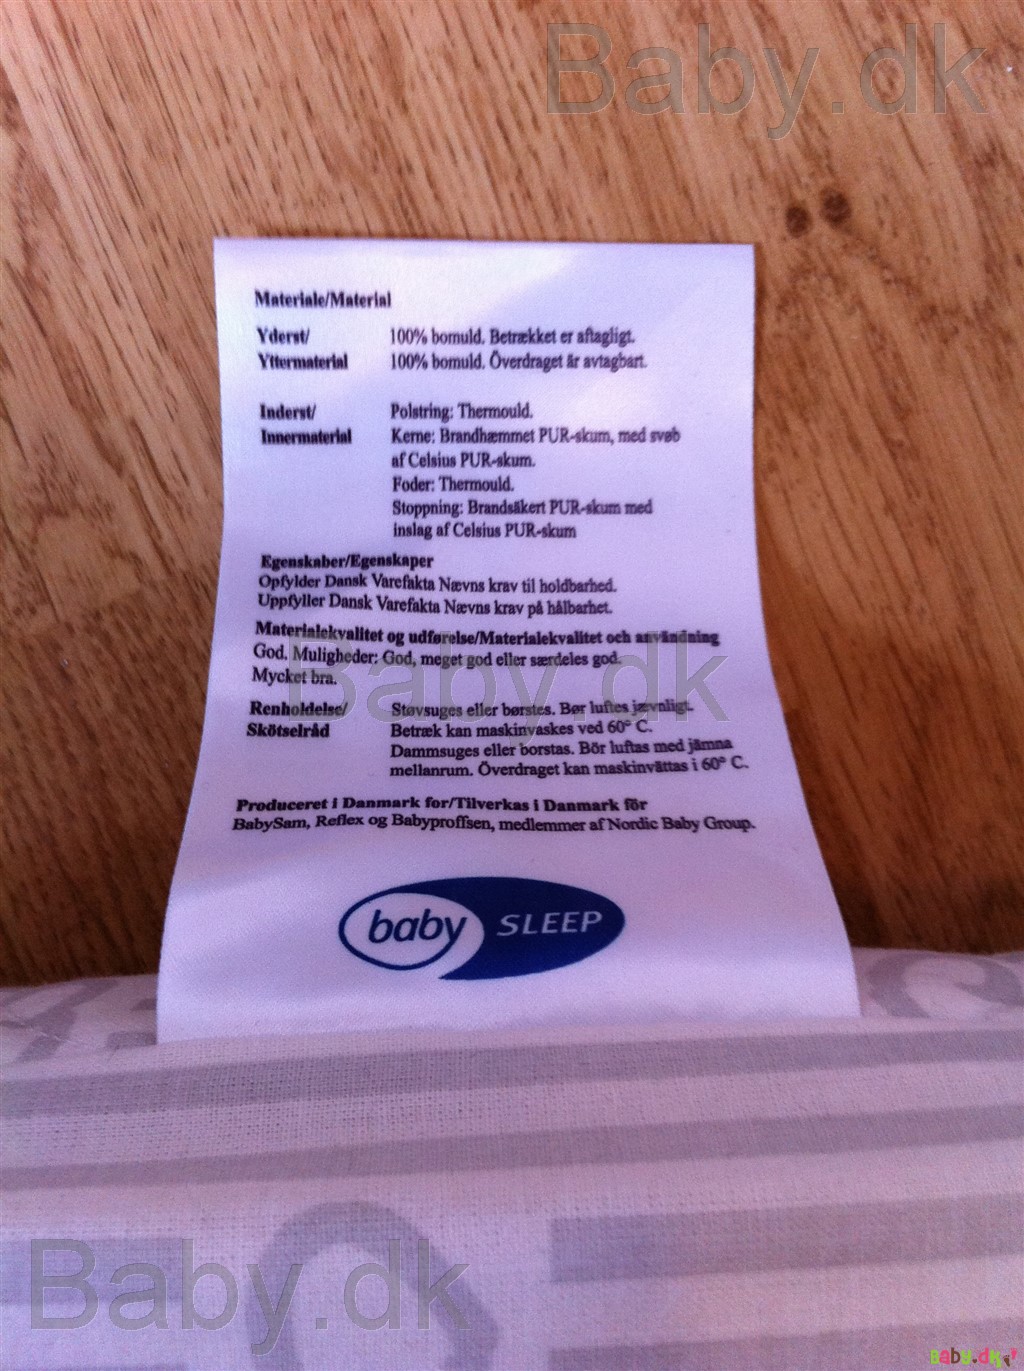 Baby.dk
Materiale/Material
Yderst/ 100% bomuld. Betrækket er aftagligt.
Yttermaterial 100% bomuld. Överdraget är avtagbart.
Inderst/ Polstring: Thermould.
Innermaterial Kerne: Brandhæmmet PUR-skum, med svøb
af Celsius PUR-skum.
Foder: Thermould.
Stoppning: Brandsäkert PUR-skum med
inslag af Celsius PUR-skum
Egenskaber/Egenskaper
Opfylder Dansk Varefakta Nævns krav til holdbarhed.
Uppfyller Dansk Varefakta Nævns krav på hålbarhet.
Materialekvalitet og udførelse/Materialekvalitet och användning
God. Muligheder: God, meget god eller særdeles god.
Mycket bra.
Baby.dk
Renholdelse/ Støvsuges eller børstes. Bør luftes jævnligt.
Skötselråd Betræk kan maskinvaskes ved 60° C.
Dammsuges eller borstas. Bör luftas med jämna
mellanrum. Överdraget kan maskinvättas i 60° C.
Produceret i Danmark for/Tilverkas i Danmark för
BabySam, Reflex og Babyproffsen, medlemmer af Nordic Baby Group.
baby SLEEP
Baby.dk
Baby.dk